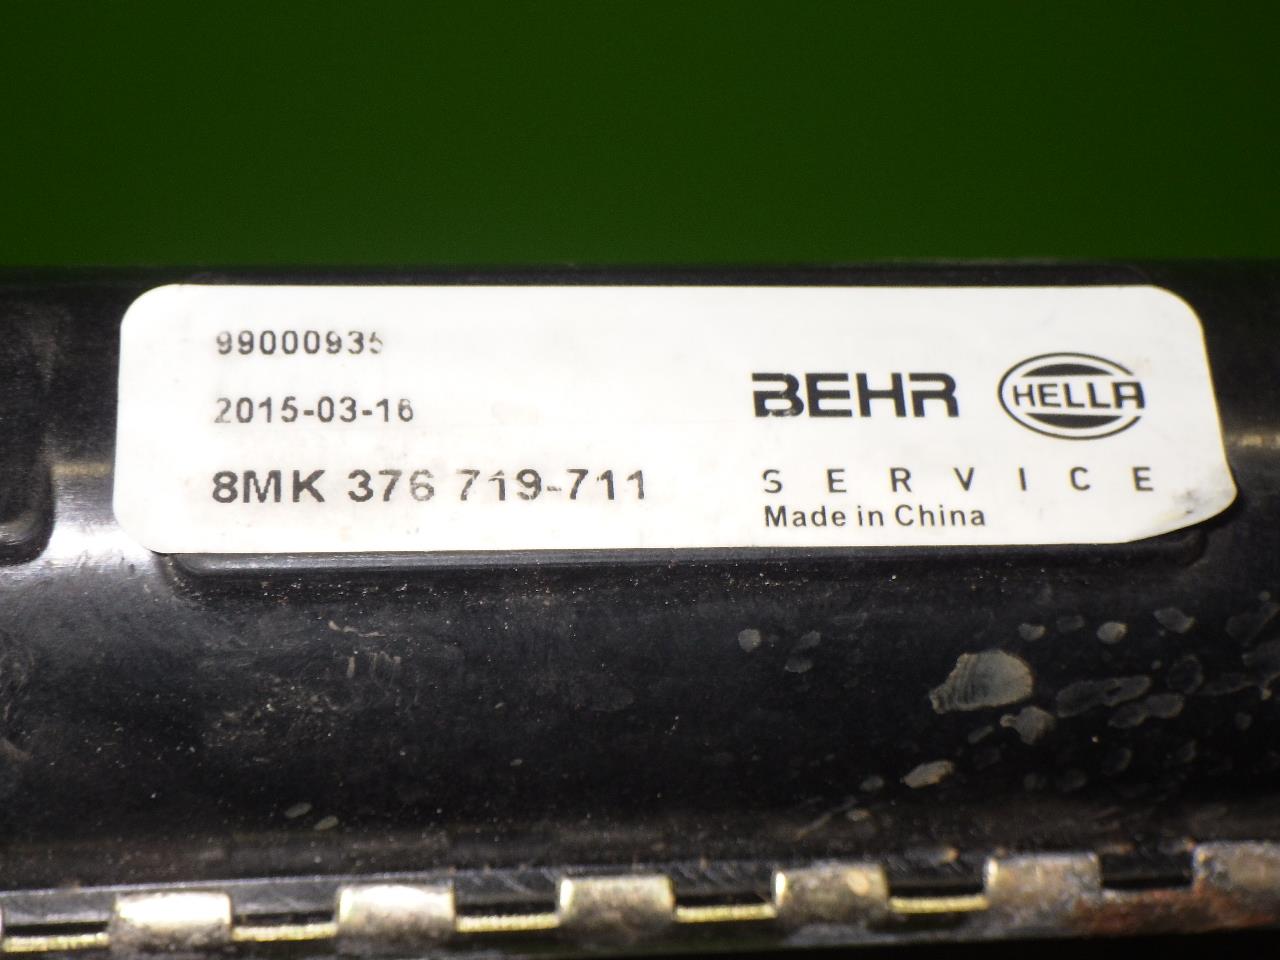 99000935
2015-03-16
8MK 376 719-711
BEHR HELLA
SERVICE
Made in China